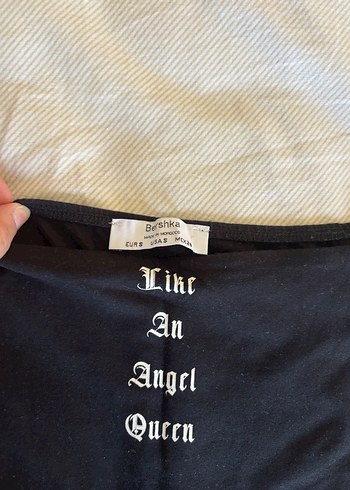 Bershka
MADE IN MOROCCO
EUR S USA S MEX 26
Like
An
Angel
Queen